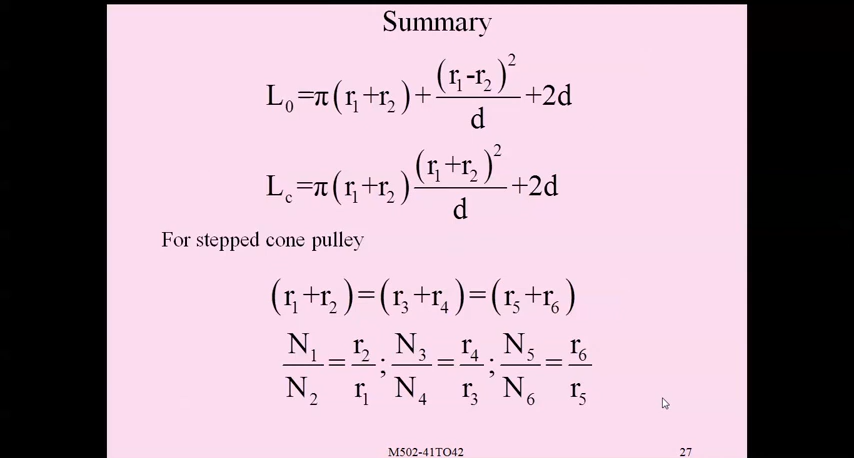 Summary
L₀=π(r₁+r₂)+(r₁-r₂)²/d+2d
L_c=π(r₁+r₂)(r₁+r₂)²/d+2d
For stepped cone pulley
(r₁+r₂)=(r₃+r₄)=(r₅+r₆)
N₁/N₂=r₂/r₁;N₃/N₄=r₄/r₃;N₅/N₆=r₆/r₅
M502-41TO42 27